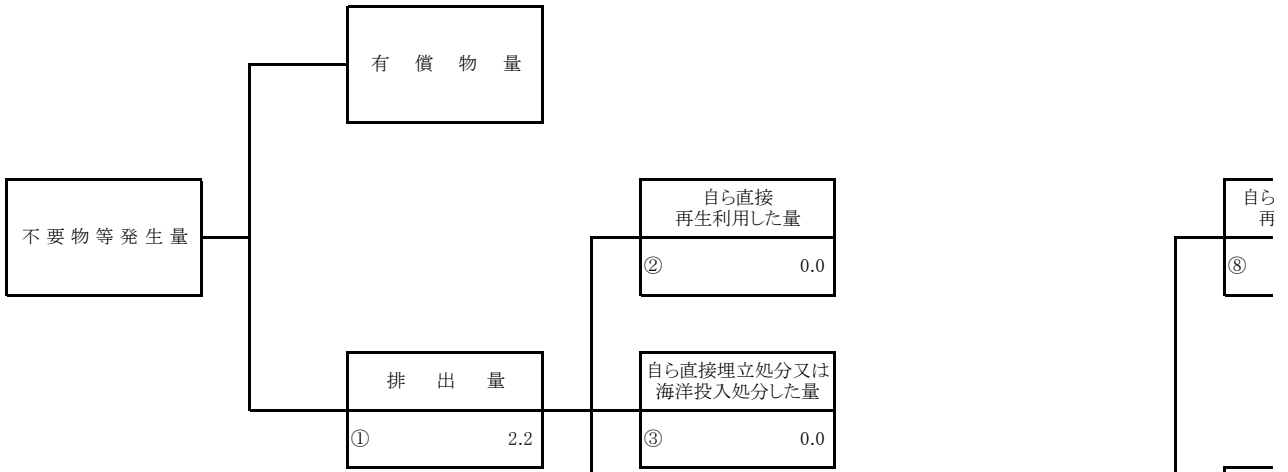 有償物量
自ら直接
再生利用した量
② 0.0
不要物等発生量
自ら
再
⑧
排出量
① 2.2
自ら直接埋立処分又は
海洋投入処分した量
③ 0.0